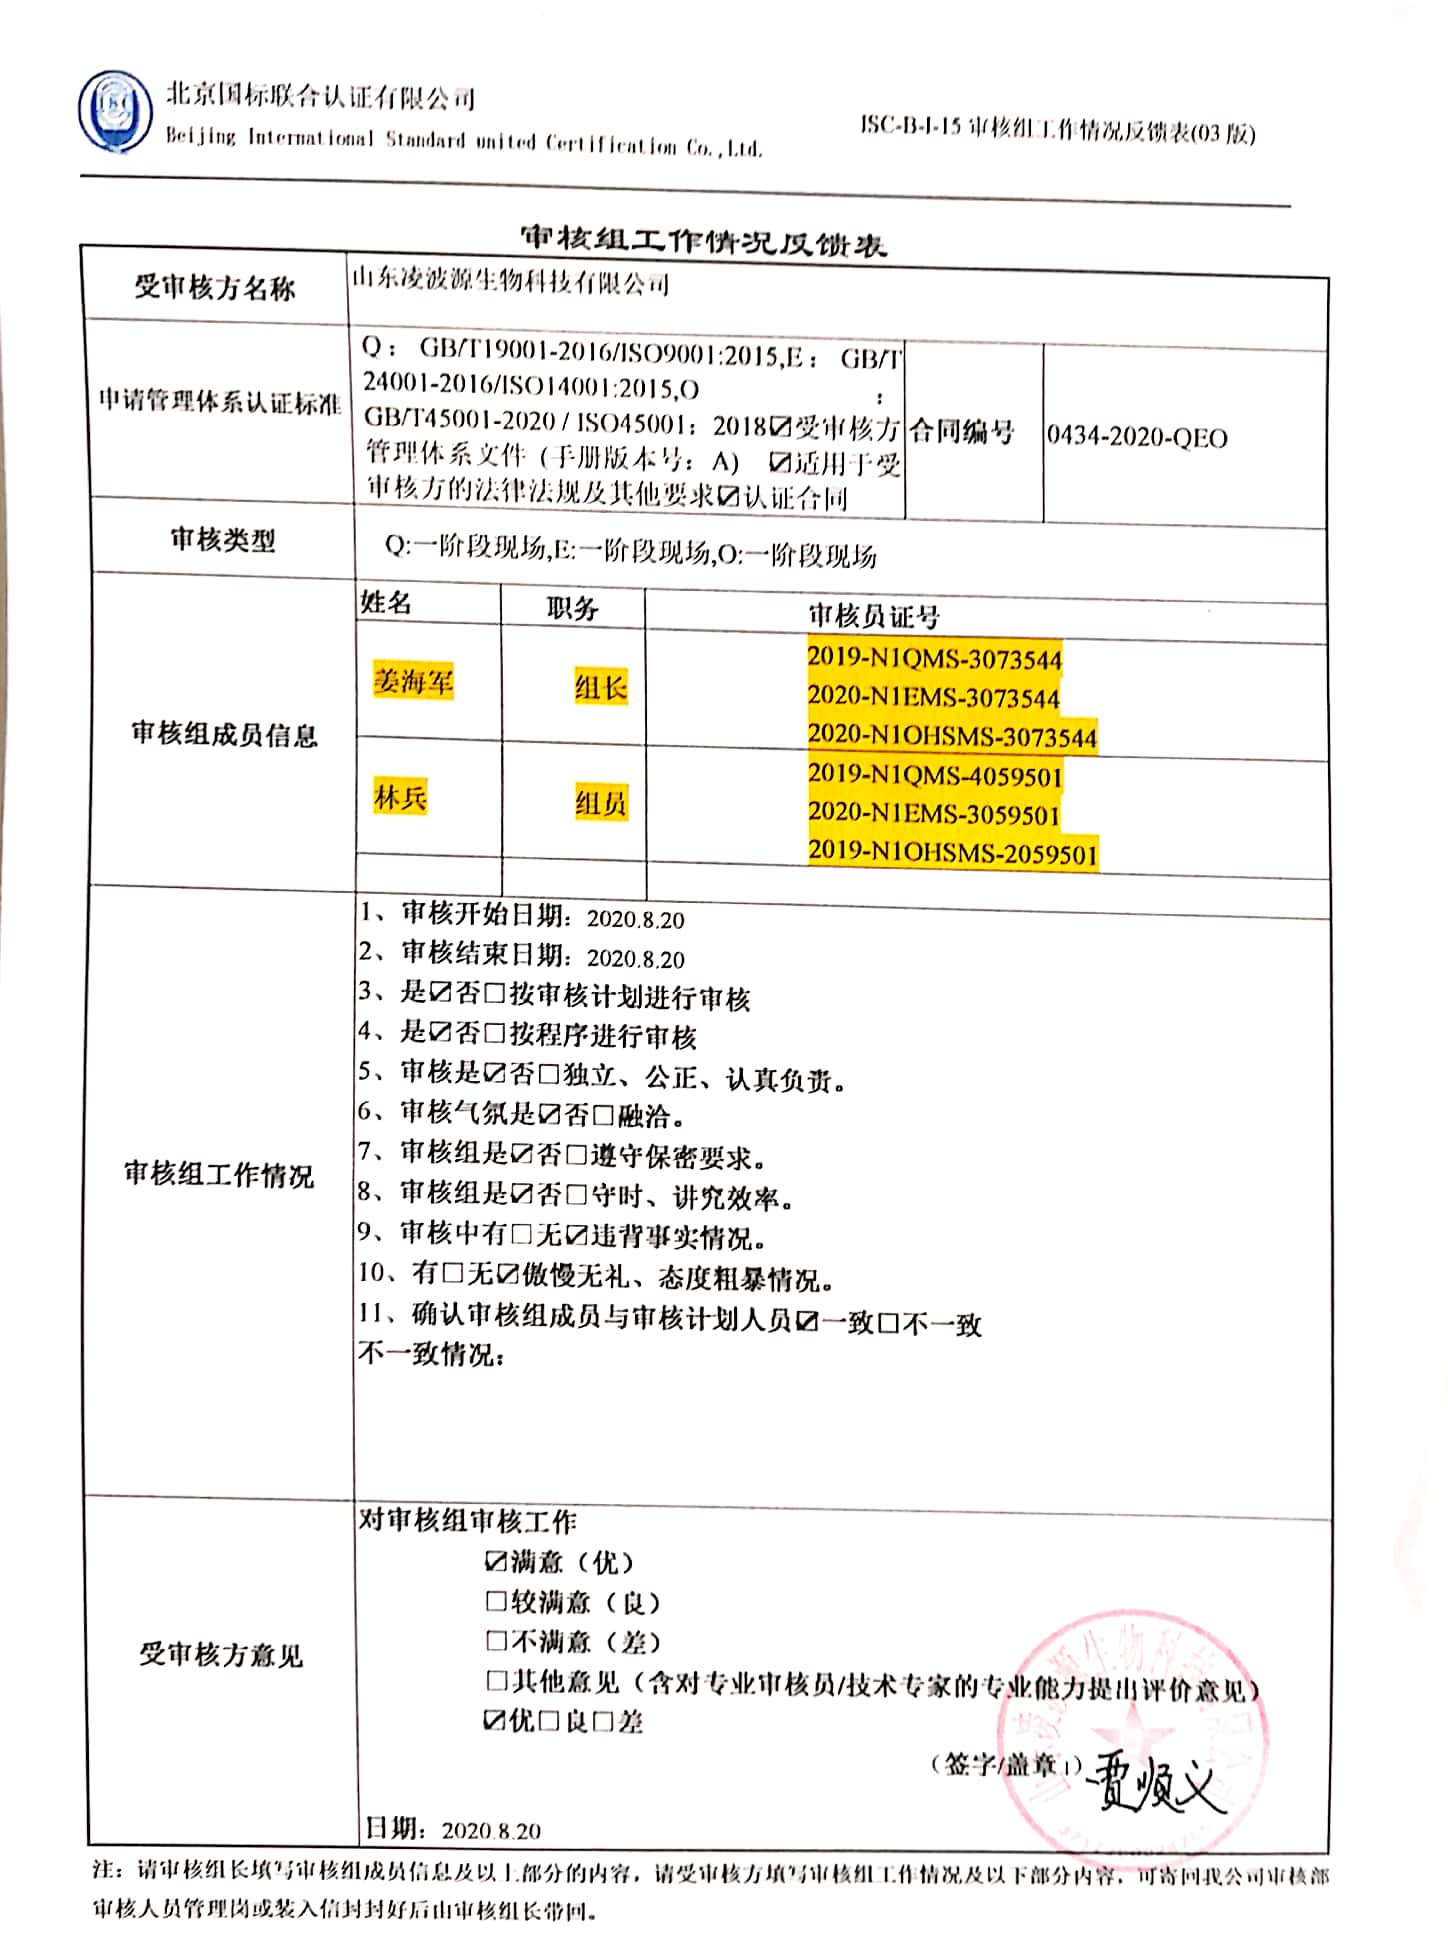 北京国标联合认证有限公司
Beijing International Standard united Certification Co.,Ltd.
ISC-B-I-15 审核组工作情况反馈表(03 版)
审核组工作情况反馈表
受审核方名称
山东凌波源生物科技有限公司
申请管理体系认证标准
Q： GB/T19001-2016/ISO9001:2015,E： GB/T
24001-2016/ISO14001:2015,O ：
GB/T45001-2020 / ISO45001：2018☑受审核方
管理体系文件（手册版本号：A） ☑适用于受
审核方的法律法规及其他要求☑认证合同
合同编号
0434-2020-QEO
审核类型
Q:一阶段现场,E:一阶段现场,O:一阶段现场
审核组成员信息
姓名 职务 审核员证号
姜海军 组长
2019-N1QMS-3073544
2020-N1EMS-3073544
2020-N1OHSMS-3073544
林兵 组员
2019-N1QMS-4059501
2020-N1EMS-3059501
2019-N1OHSMS-2059501
审核组工作情况
1、审核开始日期：2020.8.20
2、审核结束日期：2020.8.20
3、是☑否□按审核计划进行审核
4、是☑否□按程序进行审核
5、审核是☑否□独立、公正、认真负责。
6、审核气氛是☑否□融洽。
7、审核组是☑否□遵守保密要求。
8、审核组是☑否□守时、讲究效率。
9、审核中有□无☑违背事实情况。
10、有□无☑傲慢无礼、态度粗暴情况。
11、确认审核组成员与审核计划人员☑一致□不一致
不一致情况：
受审核方意见
对审核组审核工作
☑满意（优）
□较满意（良）
□不满意（差）
□其他意见（含对专业审核员/技术专家的专业能力提出评价意见）
☑优□良□差
（签字/盖章）
贾顺义
日期：2020.8.20
注：请审核组长填写审核组成员信息及以上部分的内容，请受审核方填写审核组工作情况及以下部分内容，可寄回我公司审核部
审核人员管理岗或装入信封封好后由审核组长带回。